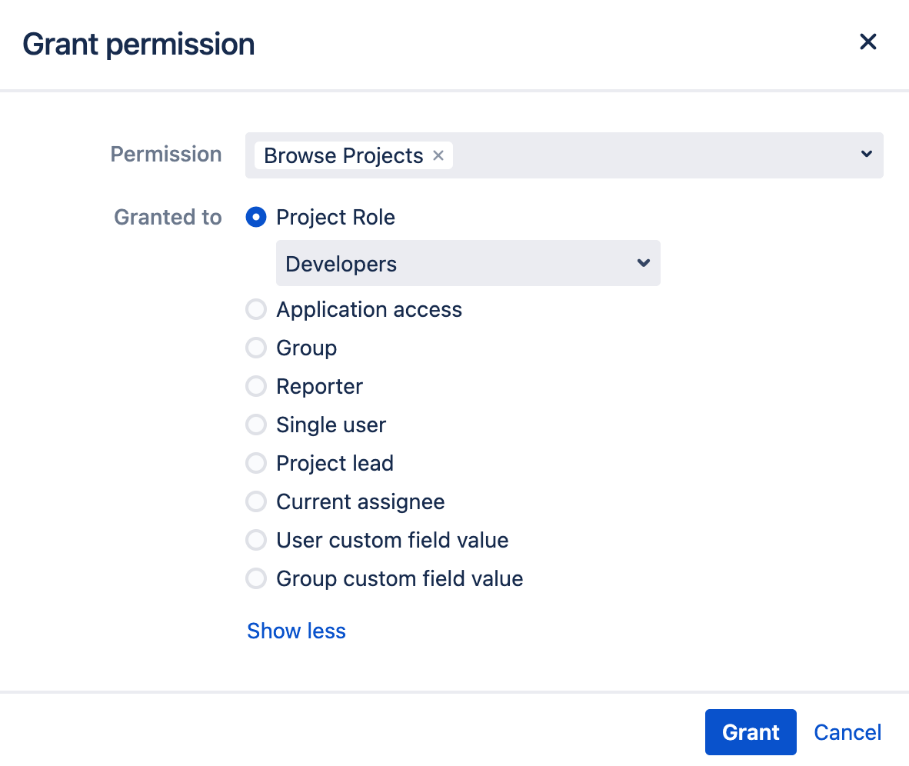 Grant permission
Permission
Browse Projects
Granted to
Project Role
Developers
Application access
Group
Reporter
Single user
Project lead
Current assignee
User custom field value
Group custom field value
Show less
Grant
Cancel